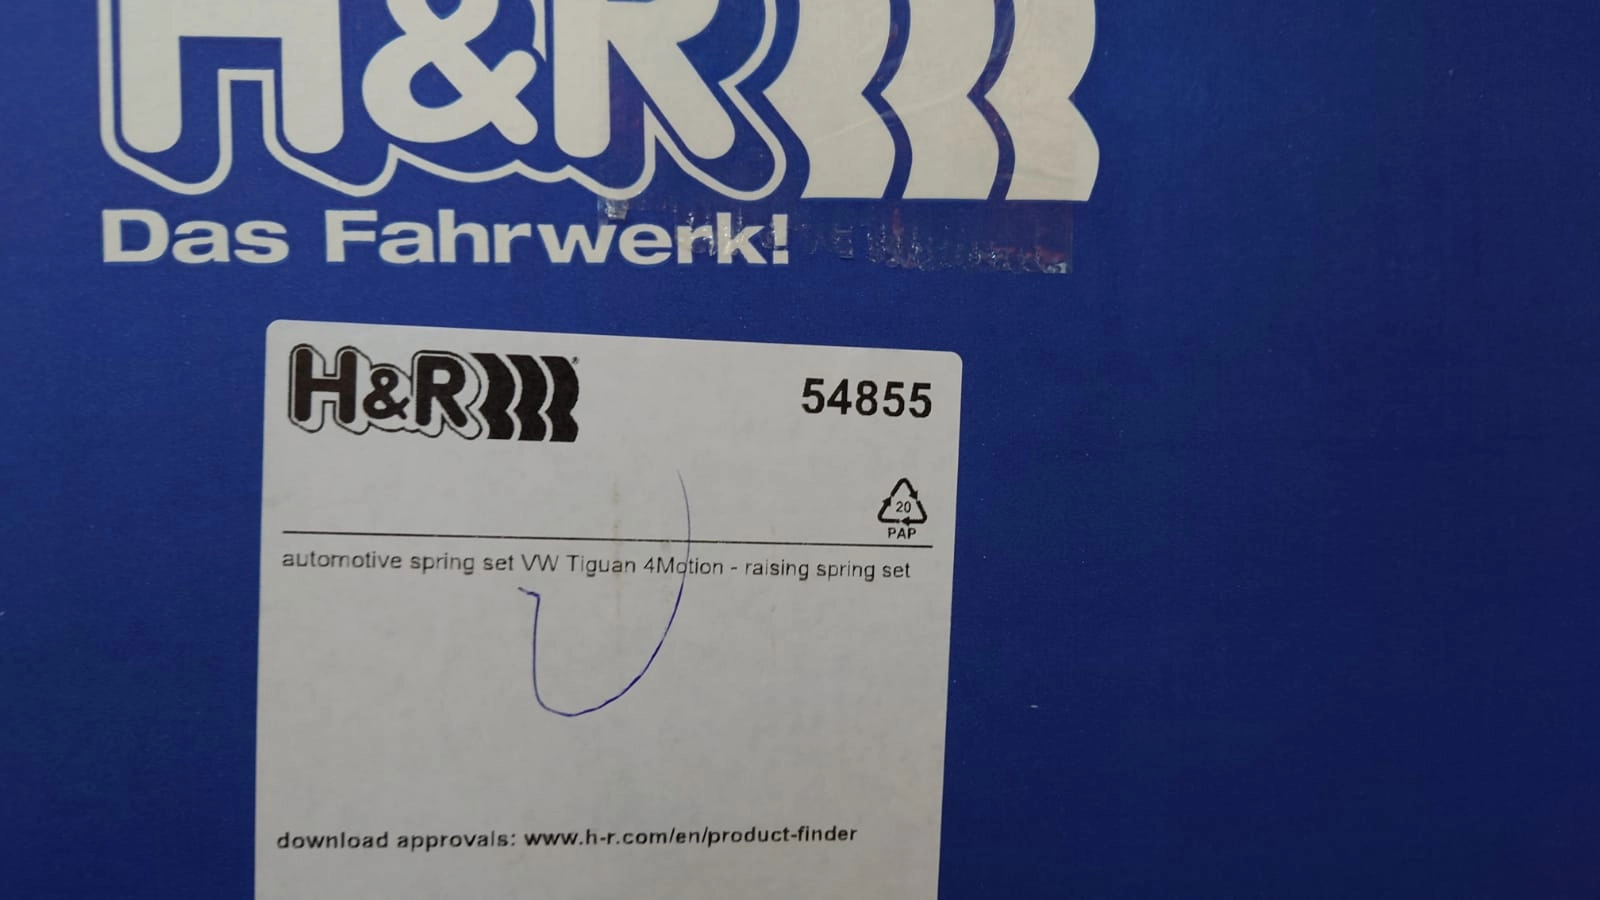 H&R
Das Fahrwerk!
H&R®
54855
20
PAP
automotive spring set VW Tiguan 4Motion - raising spring set
download approvals: www.h-r.com/en/product-finder